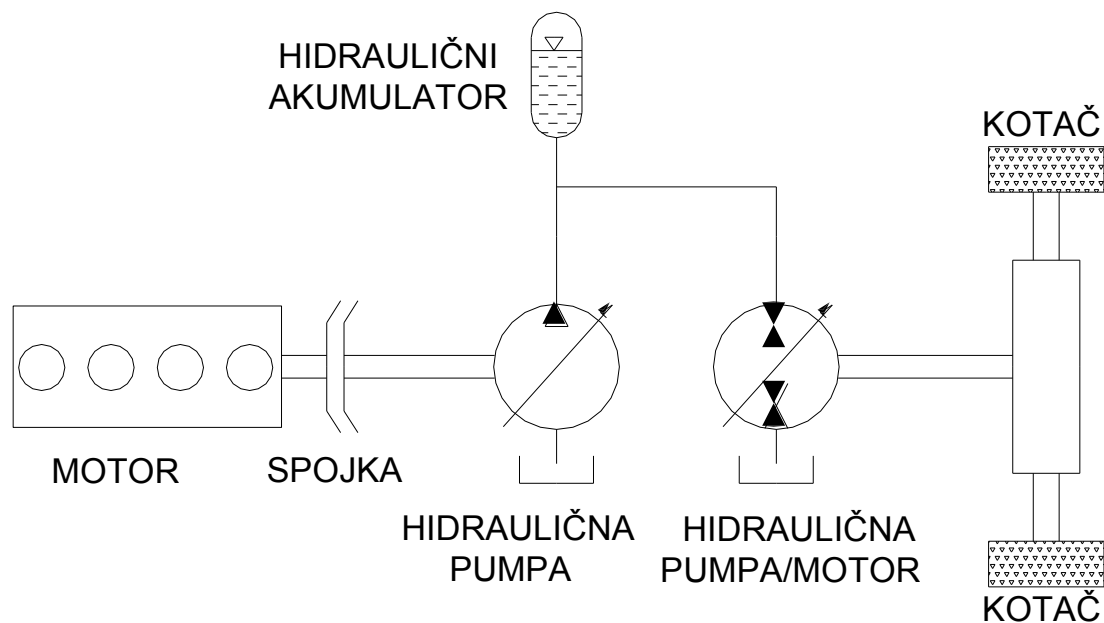 HIDRAULIČNI
AKUMULATOR
KOTAČ
MOTOR
SPOJKA
HIDRAULIČNA
PUMPA
HIDRAULIČNA
PUMPA/MOTOR
KOTAČ